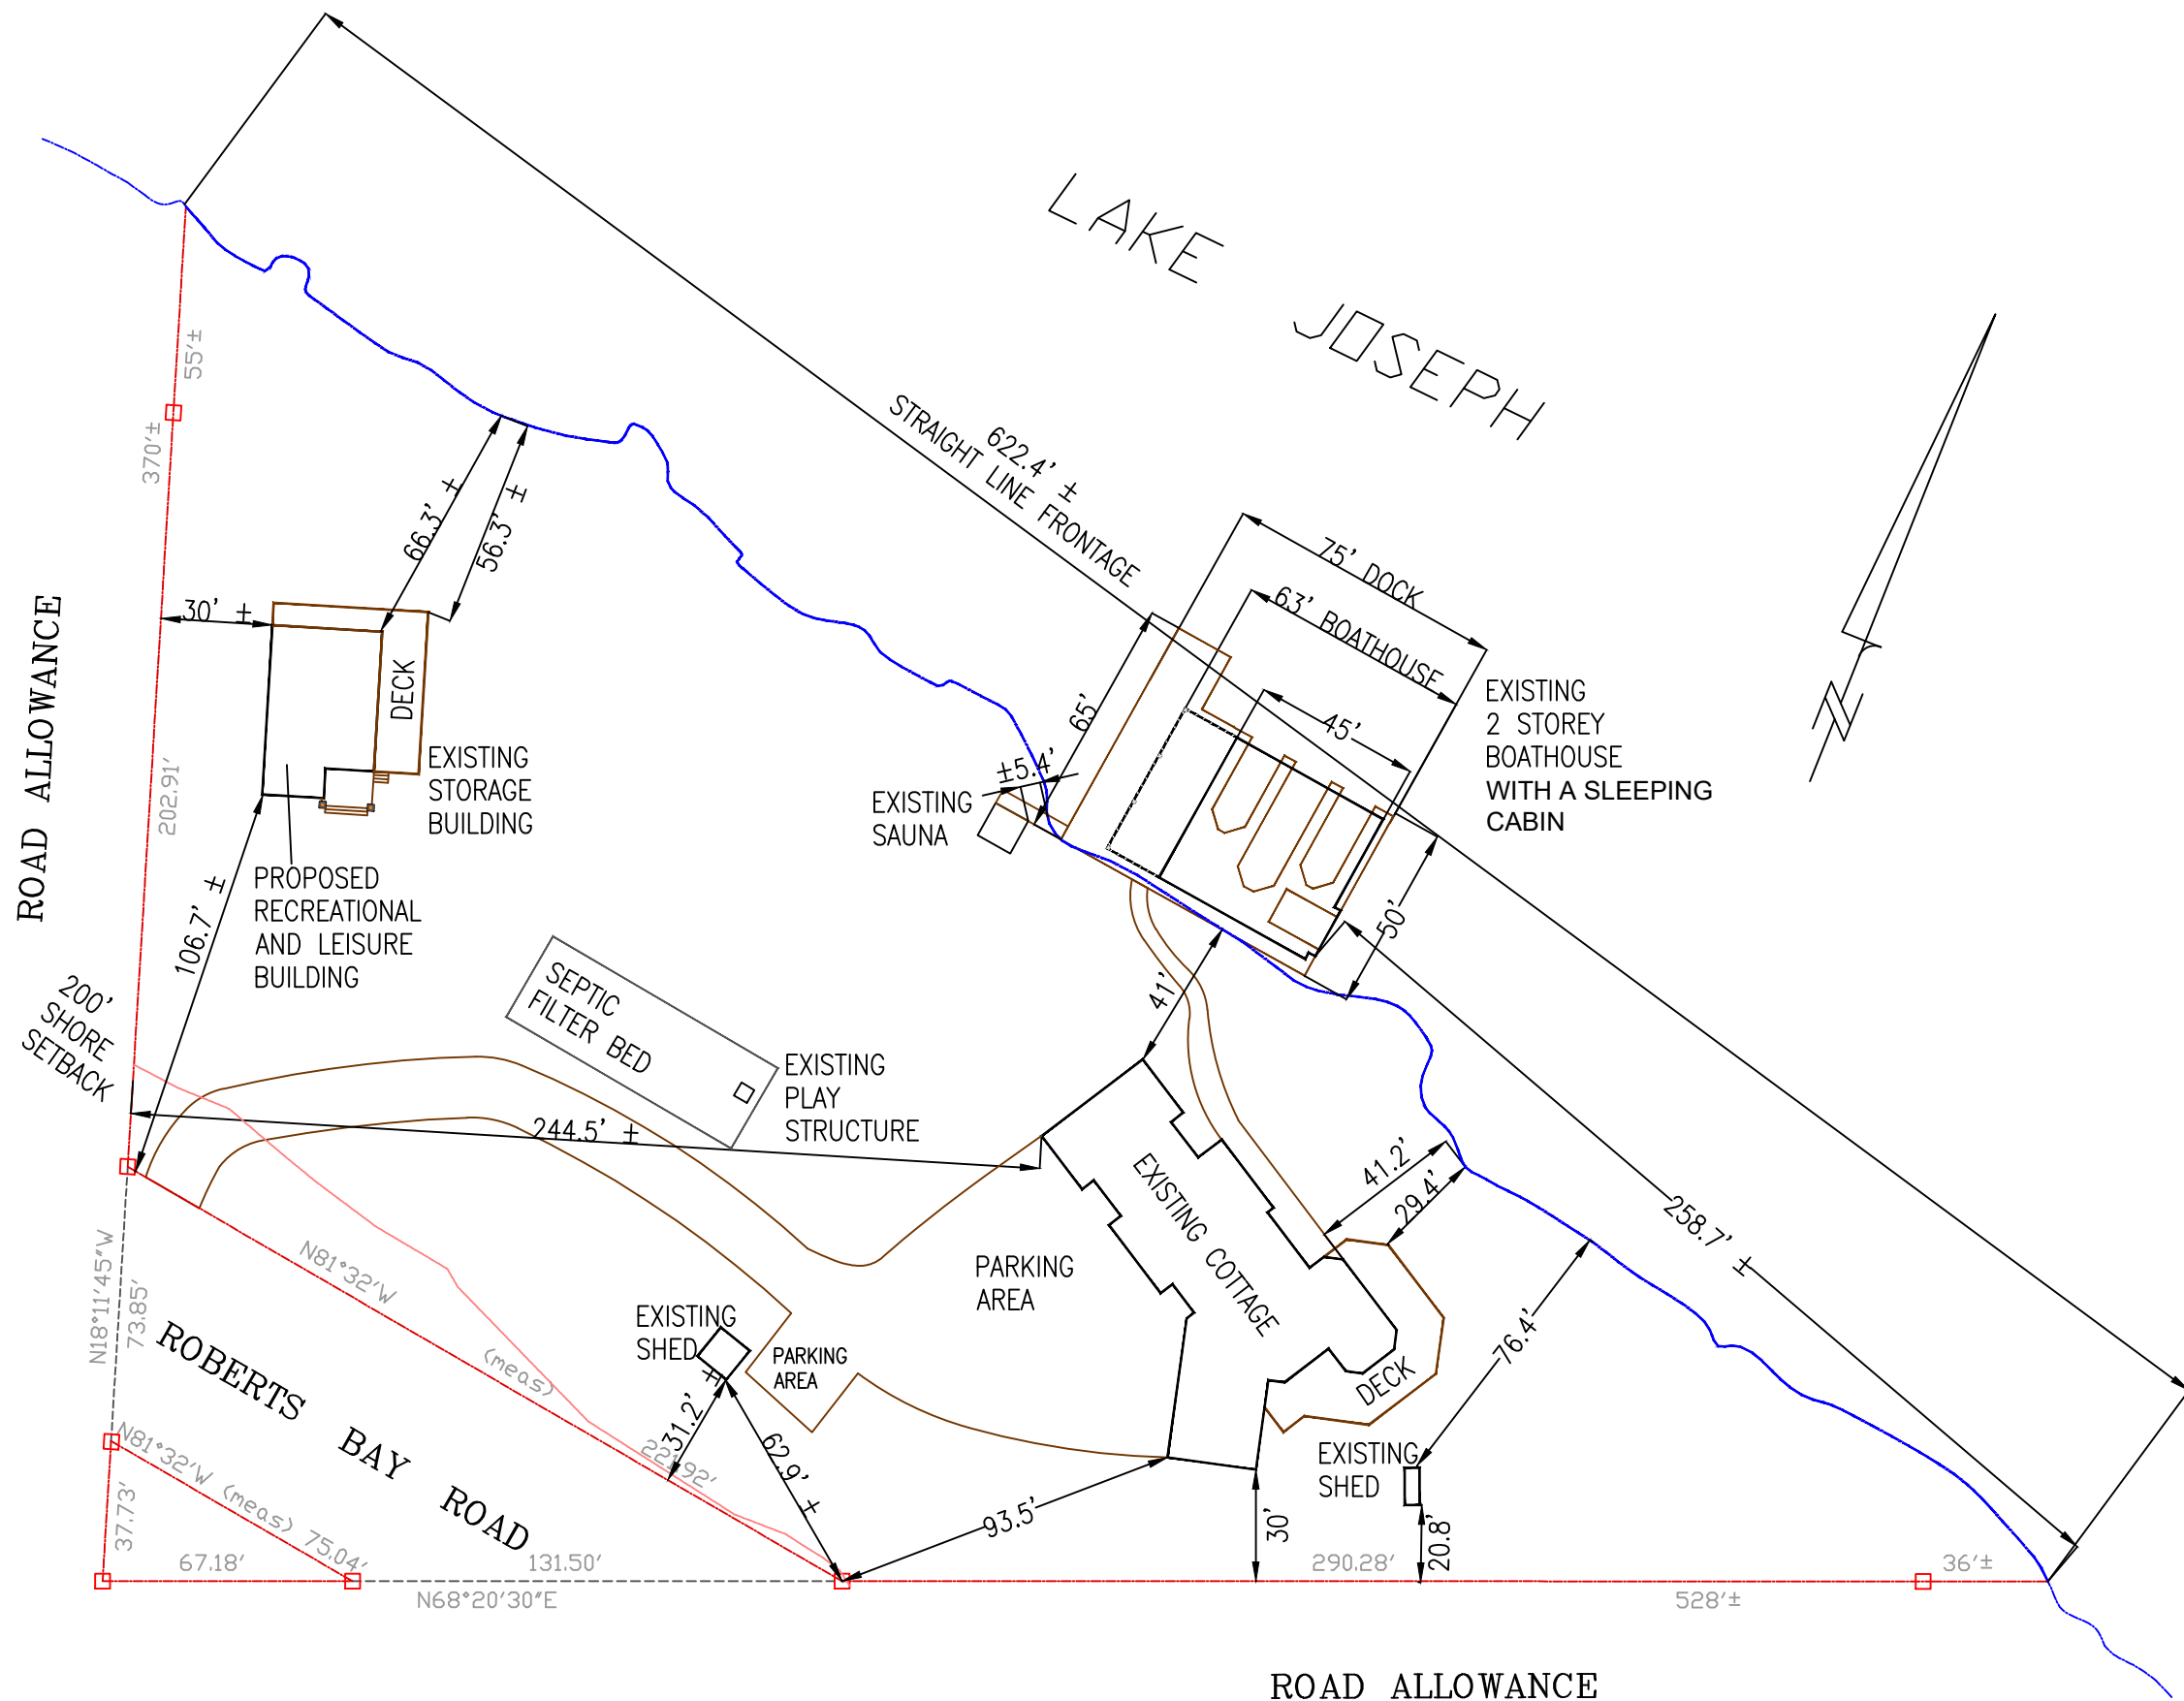 LAKE JOSEPH
622.4' ±
STRAIGHT LINE FRONTAGE
75' DOCK
63' BOATHOUSE
45'
65'
50'
±5.4'
EXISTING
2 STOREY
BOATHOUSE
WITH A SLEEPING
CABIN
N
EXISTING
SAUNA
55'±
370'±
202.91'
ROAD ALLOWANCE
66.3' ±
56.3' ±
30' ±
DECK
EXISTING
STORAGE
BUILDING
PROPOSED
RECREATIONAL
AND LEISURE
BUILDING
106.7' ±
200'
SHORE
SETBACK
SEPTIC
FILTER BED
EXISTING
PLAY
STRUCTURE
244.5' ±
41'
41.2'
29.4'
258.7' ±
76.4'
EXISTING COTTAGE
PARKING
AREA
DECK
EXISTING
SHED
PARKING
AREA
31.2' ±
62.9' ±
93.5'
30'
EXISTING
SHED
20.8'
N81°32'W
(meas)
221.92'
N18°11'45"W
73.85'
ROBERTS BAY ROAD
N81°32'W (meas) 75.04'
37.73'
67.18'
131.50'
N68°20'30"E
290.28'
528'±
36'±
ROAD ALLOWANCE